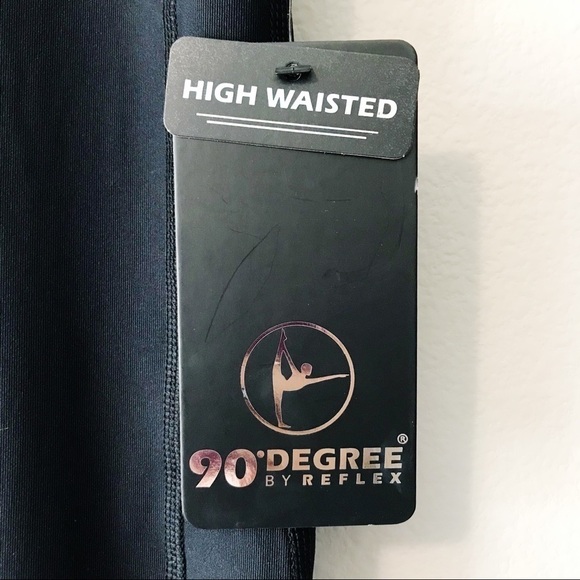 HIGH WAISTED
90° DEGREE®
BY REFLEX